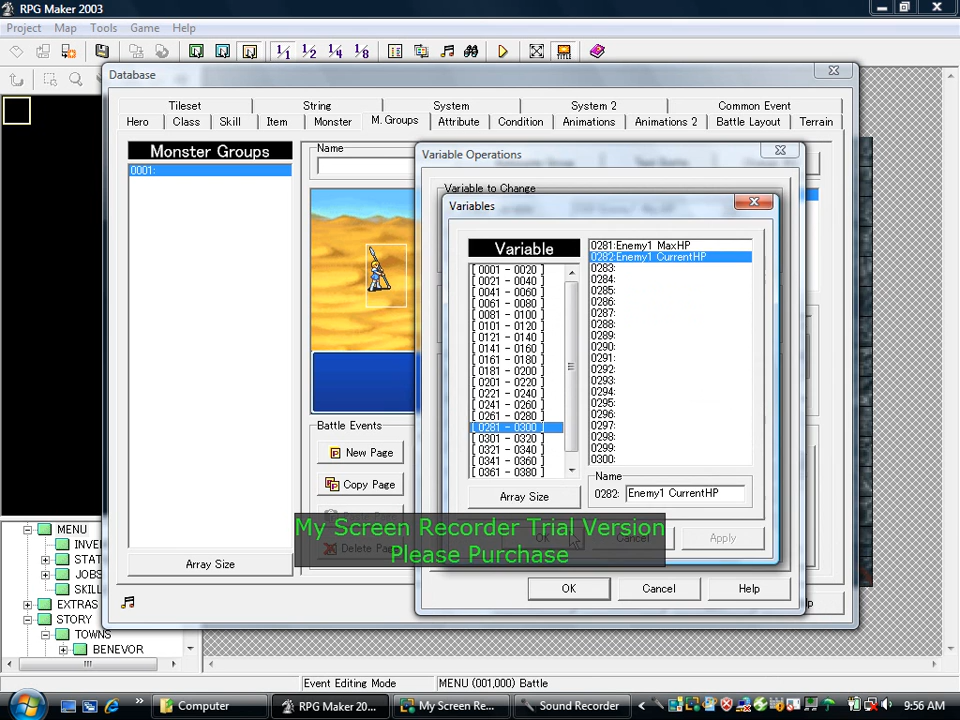 RPG Maker 2003
Project Map Tools Game Help
Database
Tileset String System System 2 Common Event
Hero Class Skill Item Monster M. Groups Attribute Condition Animations Animations 2 Battle Layout Terrain
Monster Groups
0001:
Array Size
Name
Battle Events
New Page
Copy Page
Delete
Variable Operations
Variable to Change
Variables
Variable
[ 0001 - 0020 ]
[ 0021 - 0040 ]
[ 0041 - 0060 ]
[ 0061 - 0080 ]
[ 0081 - 0100 ]
[ 0101 - 0120 ]
[ 0121 - 0140 ]
[ 0141 - 0160 ]
[ 0161 - 0180 ]
[ 0181 - 0200 ]
[ 0201 - 0220 ]
[ 0221 - 0240 ]
[ 0241 - 0260 ]
[ 0261 - 0280 ]
[ 0281 - 0300 ]
[ 0301 - 0320 ]
[ 0321 - 0340 ]
[ 0341 - 0360 ]
[ 0361 - 0380 ]
Array Size
0281:Enemy1 MaxHP
0282:Enemy1 CurrentHP
0283:
0284:
0285:
0286:
0287:
0288:
0289:
0290:
0291:
0292:
0293:
0294:
0295:
0296:
0297:
0298:
0299:
0300:
Name
0282: Enemy1 CurrentHP
OK Cancel Apply
My Screen Recorder Trial Version
Please Purchase
OK Cancel Help
MENU
INVE
STAT
JOBS
SKILL
EXTRAS
STORY
TOWNS
BENEVOR
Event Editing Mode MENU (001,000) Battle
Computer RPG Maker 200... My Screen Re... Sound Recorder 9:56 AM